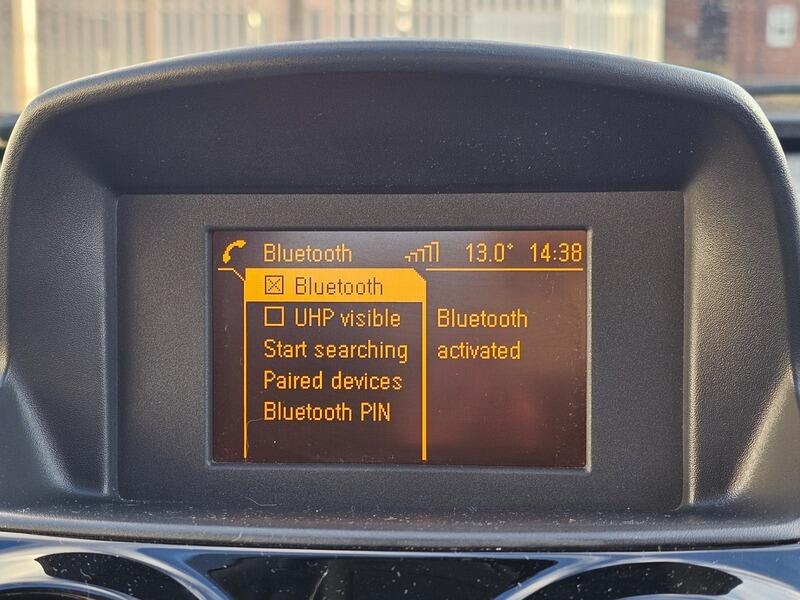 Bluetooth 13.0° 14:38
Bluetooth
UHP visible
Start searching
Paired devices
Bluetooth PIN
Bluetooth
activated